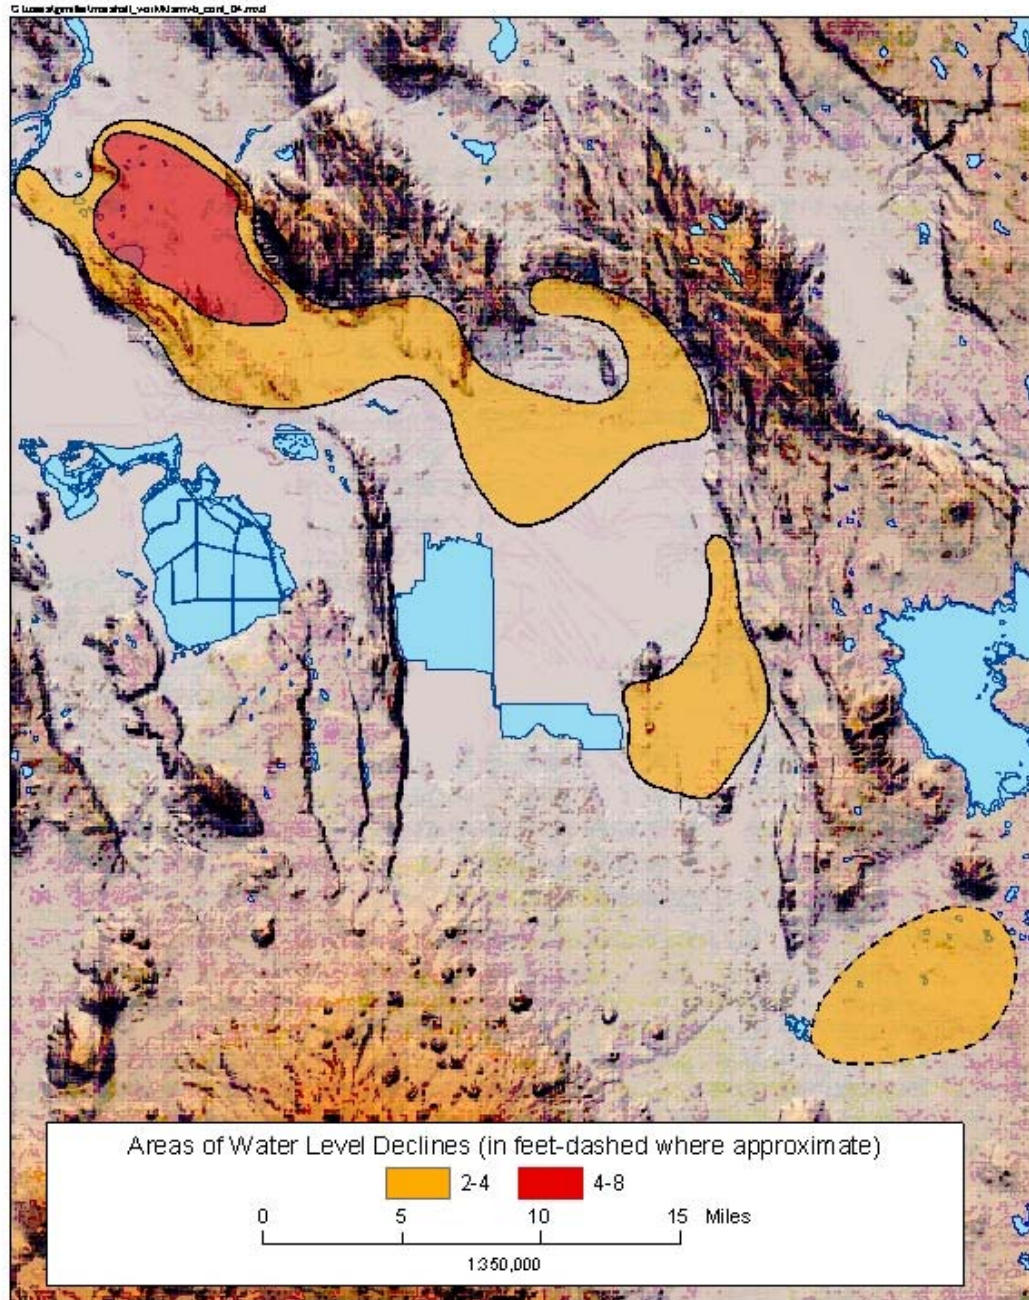 Areas of Water Level Declines (in feet-dashed where approximate)
2-4 4-8
0 5 10 15 Miles
1:350,000